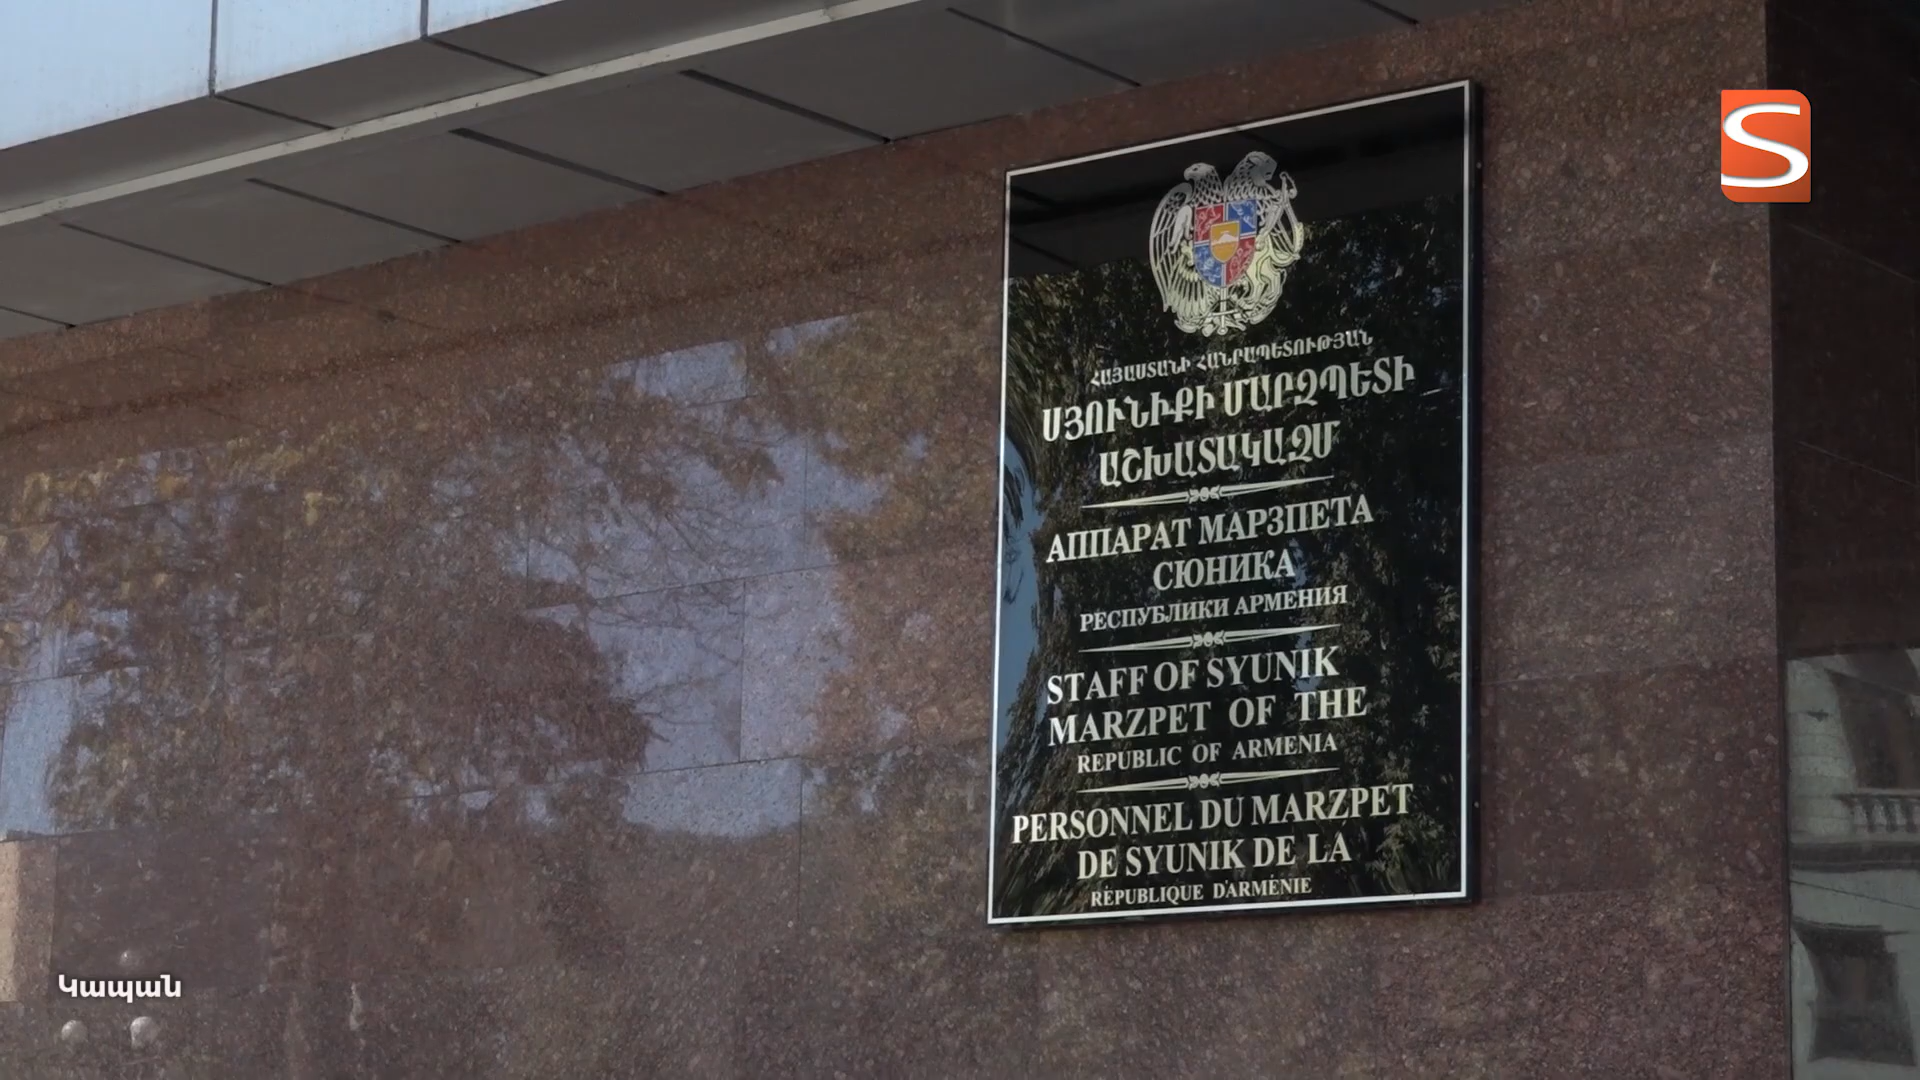 S
ՀԱՅԱՍՏԱՆԻ ՀԱՆՐԱՊԵՏՈՒԹՅԱՆ
ՍՅՈՒՆԻՔԻ ՄԱՐԶՊԵՏԻ
ԱՇԽԱՏԱԿԱԶՄ
АППАРАТ МАРЗПЕТА
СЮНИКА
РЕСПУБЛИКИ АРМЕНИЯ
STAFF OF SYUNIK
MARZPET OF THE
REPUBLIC OF ARMENIA
PERSONNEL DU MARZPET
DE SYUNIK DE LA
RÉPUBLIQUE D'ARMÉNIE
Կապան